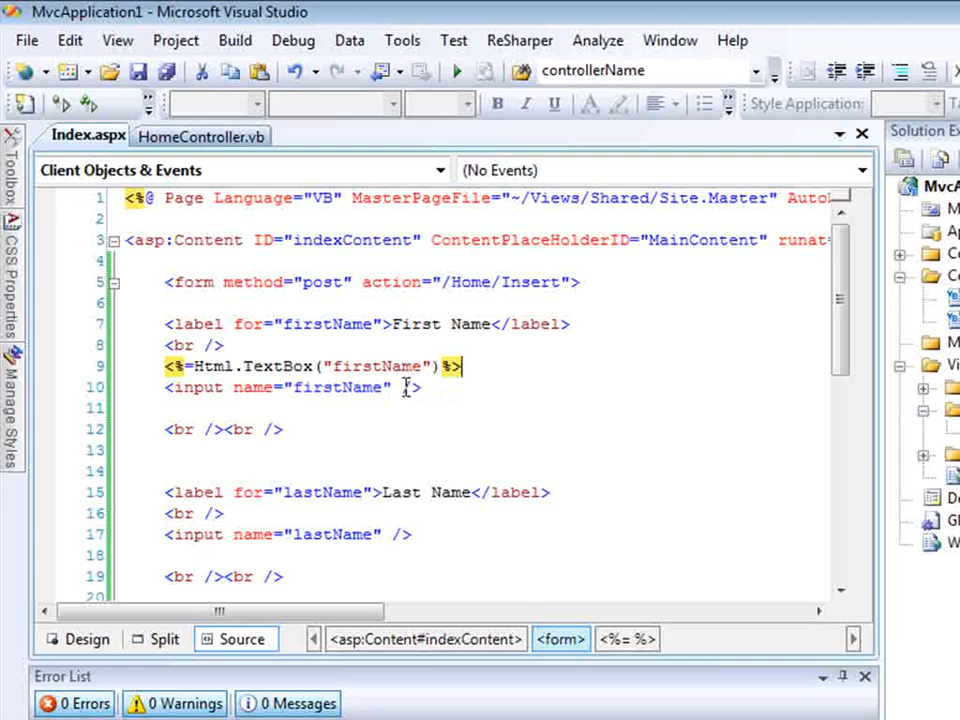 MvcApplication1 - Microsoft Visual Studio
File Edit View Project Build Debug Data Tools Test ReSharper Analyze Window Help
controllerName
B I U Style Application:
Index.aspx HomeController.vb
Solution Ex
Client Objects & Events (No Events)
Toolbox
CSS Properties
Manage Styles
1 <%@ Page Language="VB" MasterPageFile="~/Views/Shared/Site.Master"
2
3 <asp:Content ID="indexContent" ContentPlaceHolderID="MainContent" runat=
4
5 <form method="post" action="/Home/Insert">
6
7 <label for="firstName">First Name</label>
8 <br />
9 <%=Html.TextBox("firstName")%>
10 <input name="firstName" />
11
12 <br /><br />
13
14
15 <label for="lastName">Last Name</label>
16 <br />
17 <input name="lastName" />
18
19 <br /><br />
20
Design Split Source <asp:Content#indexContent> <form> <%= %>
Error List
0 Errors 0 Warnings 0 Messages
MvcA